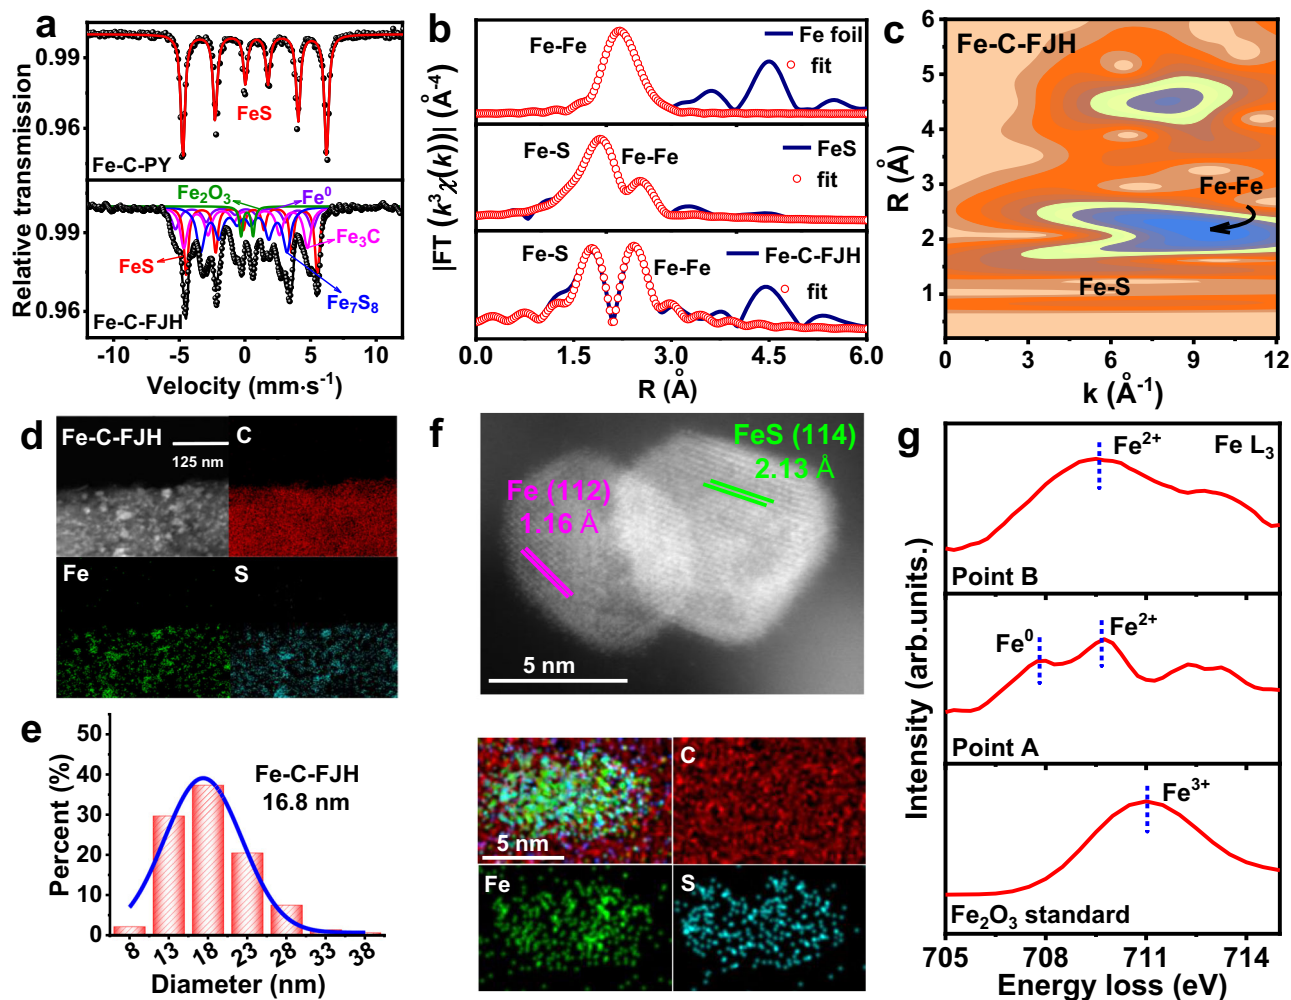 a
Relative transmission
0.99
0.96
FeS
Fe-C-PY
0.99
0.96
Fe₂O₃
Fe⁰
Fe₃C
FeS
Fe₇S₈
Fe-C-FJH
-10 -5 0 5 10
Velocity (mm·s⁻¹)
b
|FT (k³χ(k))| (Å⁻⁴)
Fe-Fe
Fe foil
fit
Fe-S
Fe-Fe
FeS
fit
Fe-S
Fe-Fe
Fe-C-FJH
fit
0.0 1.5 3.0 4.5 6.0
R (Å)
c
Fe-C-FJH
R (Å)
6
5
4
3
2
1
Fe-Fe
Fe-S
0 3 6 9 12
k (Å⁻¹)
d
Fe-C-FJH
125 nm
C
Fe
S
e
Percent (%)
50
40
30
20
10
0
Fe-C-FJH
16.8 nm
8 13 18 23 28 33 38
Diameter (nm)
f
FeS (114)
2.13 Å
Fe (112)
1.16 Å
5 nm
5 nm
C
Fe
S
g
Intensity (arb.units.)
Fe²⁺
Fe L₃
Point B
Fe⁰
Fe²⁺
Point A
Fe³⁺
Fe₂O₃ standard
705 708 711 714
Energy loss (eV)